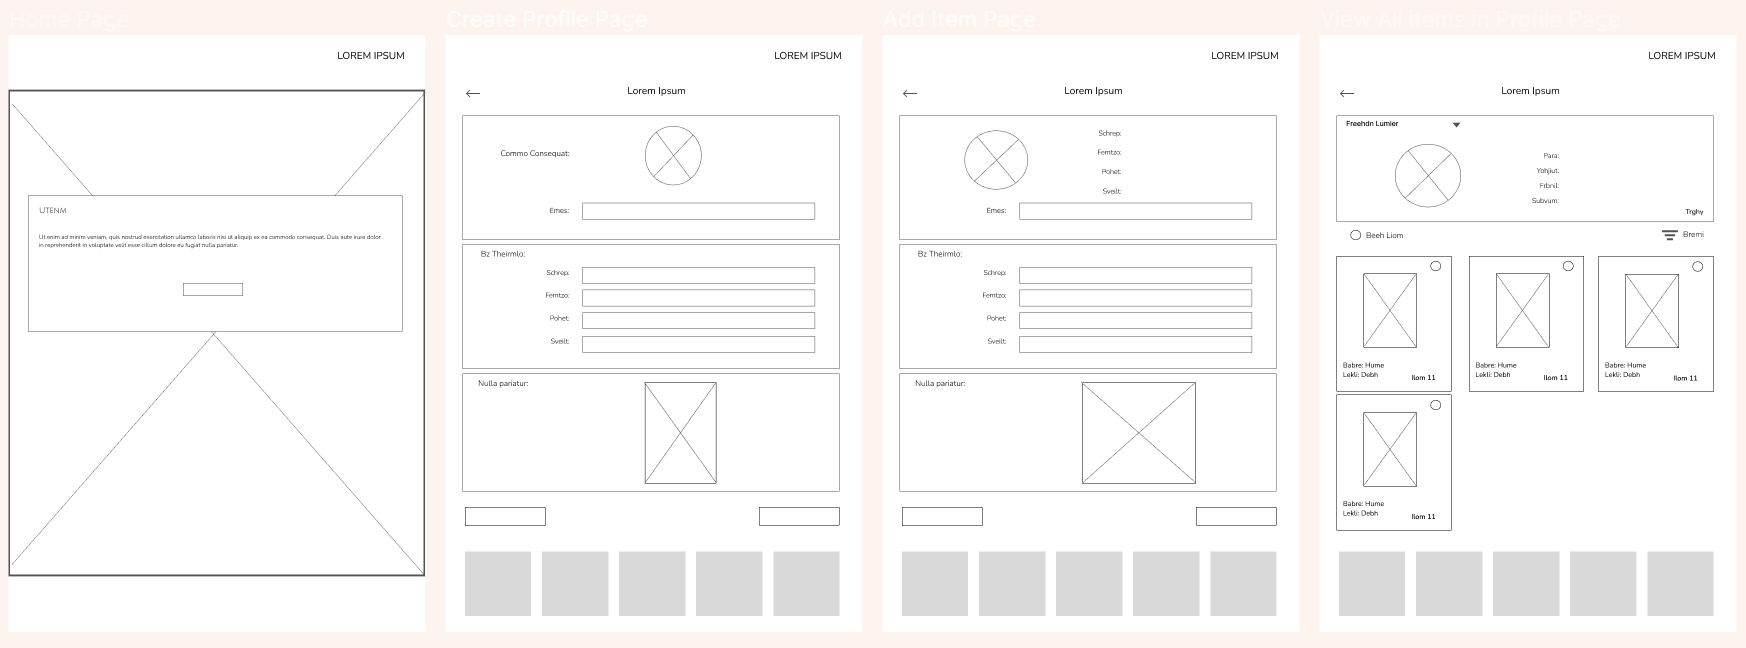 Home Page
LOREM IPSUM
UTENM
Ut enim ad minim veniam, quis nostrud exercitation ullamco laboris nisi ut aliquip ex ea commodo consequat. Duis aute irure dolor
in reprehenderit in voluptate velit esse cillum dolore eu fugiat nulla pariatur.
Create Profile Page
LOREM IPSUM
Lorem Ipsum
Commo Consequat:
Emes:
Bz Theirmlo:
Schrep:
Femtzo:
Pohet:
Sveilt:
Nulla pariatur:
Add Item Page
LOREM IPSUM
Lorem Ipsum
Schrep:
Femtzo:
Pohet:
Sveilt:
Emes:
Bz Theirmlo:
Schrep:
Femtzo:
Pohet:
Sveilt:
Nulla pariatur:
View All Items in Profile Page
LOREM IPSUM
Lorem Ipsum
Freehdn Lumier
Para:
Yohjiut:
Frbnil:
Subvum:
Trghy
Beeh Liom
Bremi
Babre: Hume
Lekli: Debh
Ilom 11
Babre: Hume
Lekli: Debh
Ilom 11
Babre: Hume
Lekli: Debh
Ilom 11
Babre: Hume
Lekli: Debh
Ilom 11